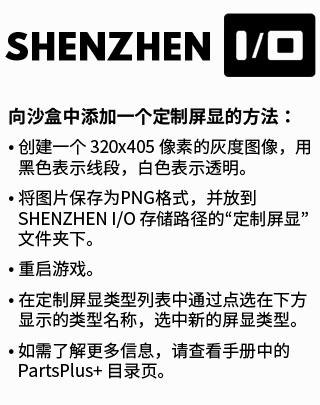 SHENZHEN I/O
向沙盒中添加一个定制屏显的方法：
• 创建一个 320x405 像素的灰度图像，用
黑色表示线段，白色表示透明。
• 将图片保存为PNG格式，并放到
SHENZHEN I/O 存储路径的“定制屏显”
文件夹下。
• 重启游戏。
• 在定制屏显类型列表中通过点选在下方
显示的类型名称，选中新的屏显类型。
• 如需了解更多信息，请查看手册中的
PartsPlus+ 目录页。